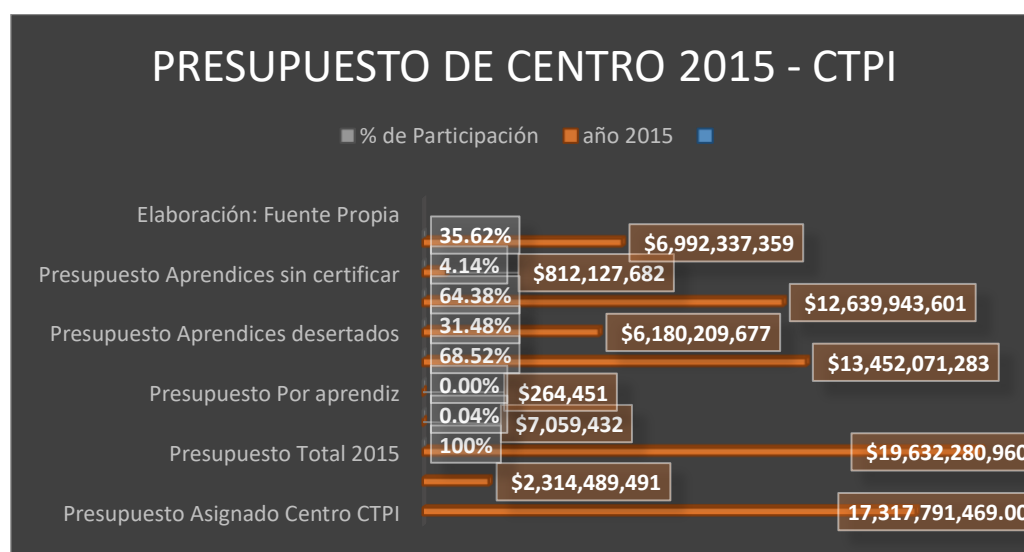 PRESUPUESTO DE CENTRO 2015 - CTPI
% de Participación año 2015
Elaboración: Fuente Propia
35.62% $6,992,337,359
Presupuesto Aprendices sin certificar 4.14% $812,127,682
64.38% $12,639,943,601
Presupuesto Aprendices desertados 31.48% $6,180,209,677
68.52% $13,452,071,283
Presupuesto Por aprendiz 0.00% $264,451
0.04% $7,059,432
Presupuesto Total 2015 100% $19,632,280,960
$2,314,489,491
Presupuesto Asignado Centro CTPI 17,317,791,469.00